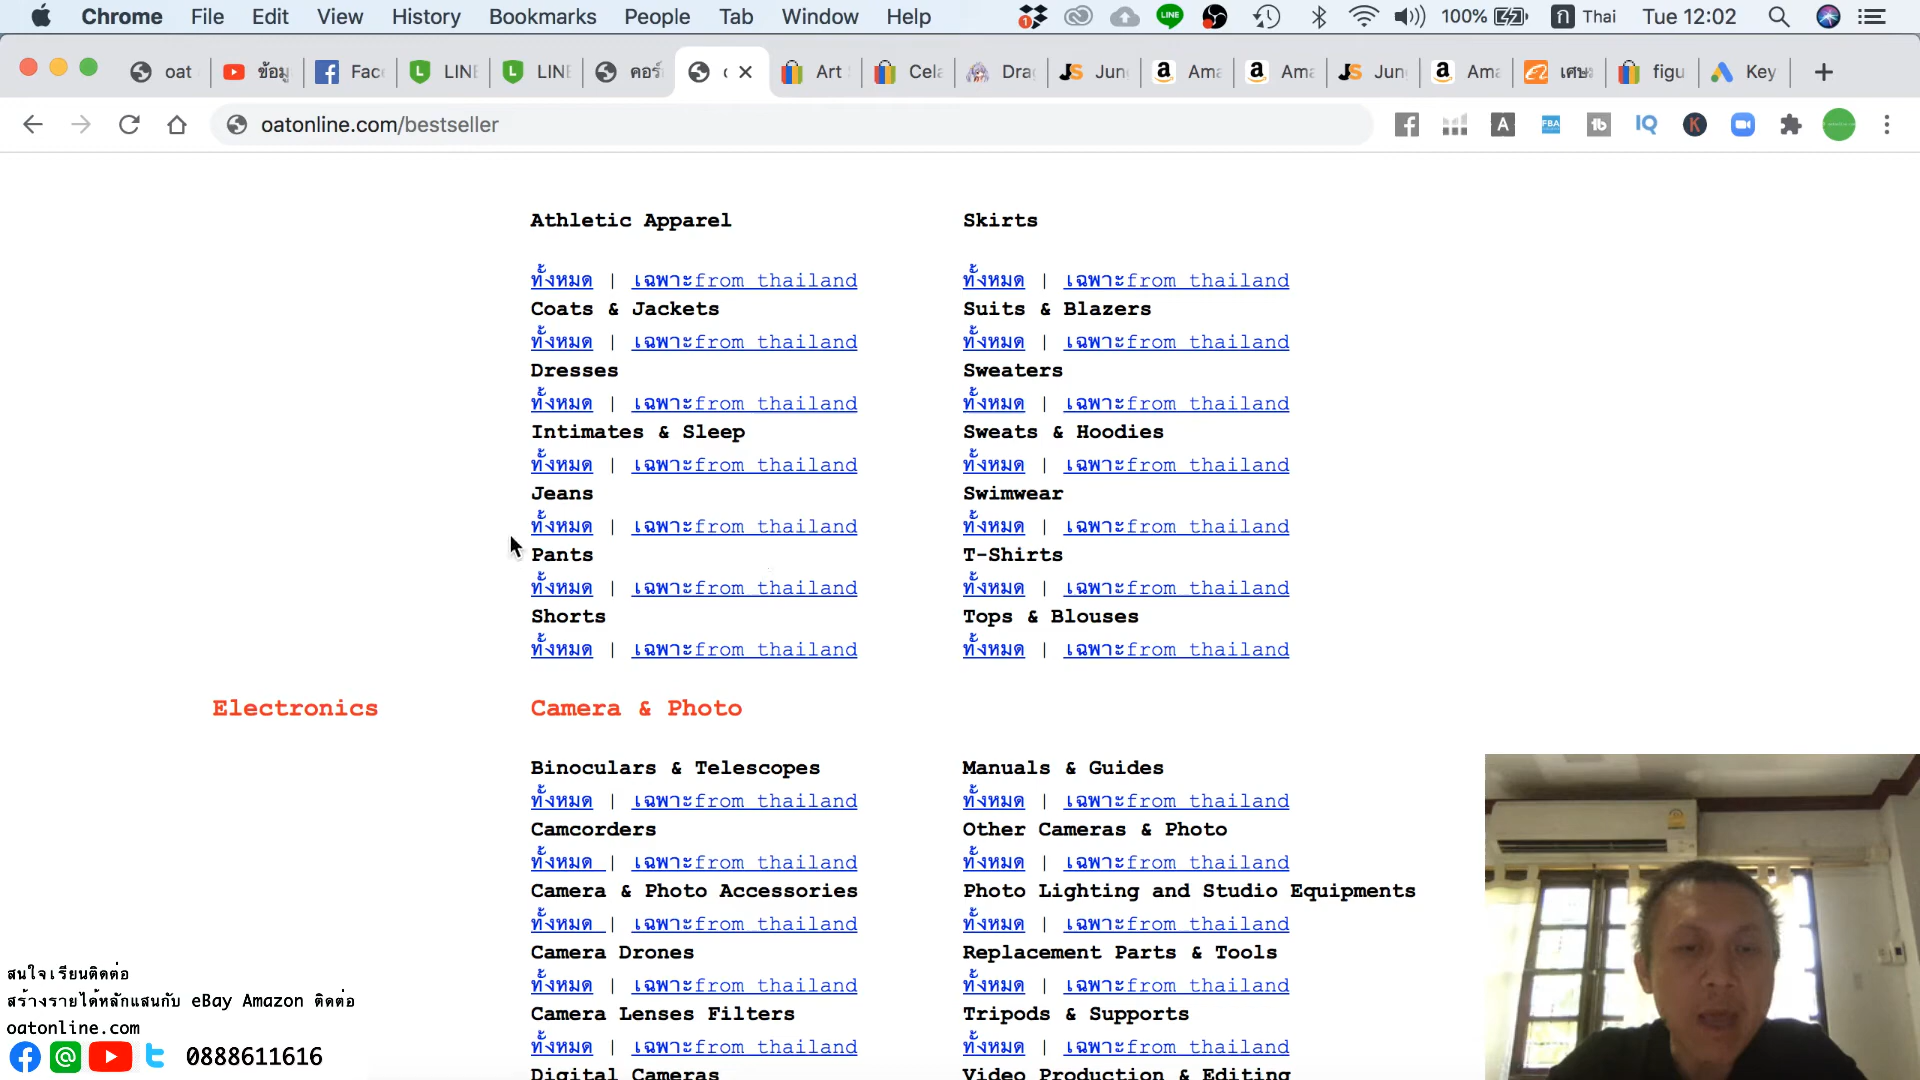 Chrome File Edit View History Bookmarks People Tab Window Help 1 LINE 100% ก Thai Tue 12:02
oat ข้อมู Face LINE LINE คอร์ Art Cela Drag JS Jung a Ama a Ama JS Jung a Ama เศษ figu Key
oatonline.com/bestseller A FBA tb IQ K
Athletic Apparel Skirts
ทั้งหมด | เฉพาะfrom thailand ทั้งหมด | เฉพาะfrom thailand
Coats & Jackets Suits & Blazers
ทั้งหมด | เฉพาะfrom thailand ทั้งหมด | เฉพาะfrom thailand
Dresses Sweaters
ทั้งหมด | เฉพาะfrom thailand ทั้งหมด | เฉพาะfrom thailand
Intimates & Sleep Sweats & Hoodies
ทั้งหมด | เฉพาะfrom thailand ทั้งหมด | เฉพาะfrom thailand
Jeans Swimwear
ทั้งหมด | เฉพาะfrom thailand ทั้งหมด | เฉพาะfrom thailand
Pants T-Shirts
ทั้งหมด | เฉพาะfrom thailand ทั้งหมด | เฉพาะfrom thailand
Shorts Tops & Blouses
ทั้งหมด | เฉพาะfrom thailand ทั้งหมด | เฉพาะfrom thailand
Electronics Camera & Photo
Binoculars & Telescopes Manuals & Guides
ทั้งหมด | เฉพาะfrom thailand ทั้งหมด | เฉพาะfrom thailand
Camcorders Other Cameras & Photo
ทั้งหมด | เฉพาะfrom thailand ทั้งหมด | เฉพาะfrom thailand
Camera & Photo Accessories Photo Lighting and Studio Equipments
ทั้งหมด | เฉพาะfrom thailand ทั้งหมด | เฉพาะfrom thailand
Camera Drones Replacement Parts & Tools
ทั้งหมด | เฉพาะfrom thailand ทั้งหมด | เฉพาะfrom thailand
Camera Lenses Filters Tripods & Supports
ทั้งหมด | เฉพาะfrom thailand ทั้งหมด | เฉพาะfrom thailand
Digital Cameras Video Production & Editing
สนใจเรียนติดต่อ
สร้างรายได้หลักแสนกับ eBay Amazon ติดต่อ
oatonline.com
0888611616